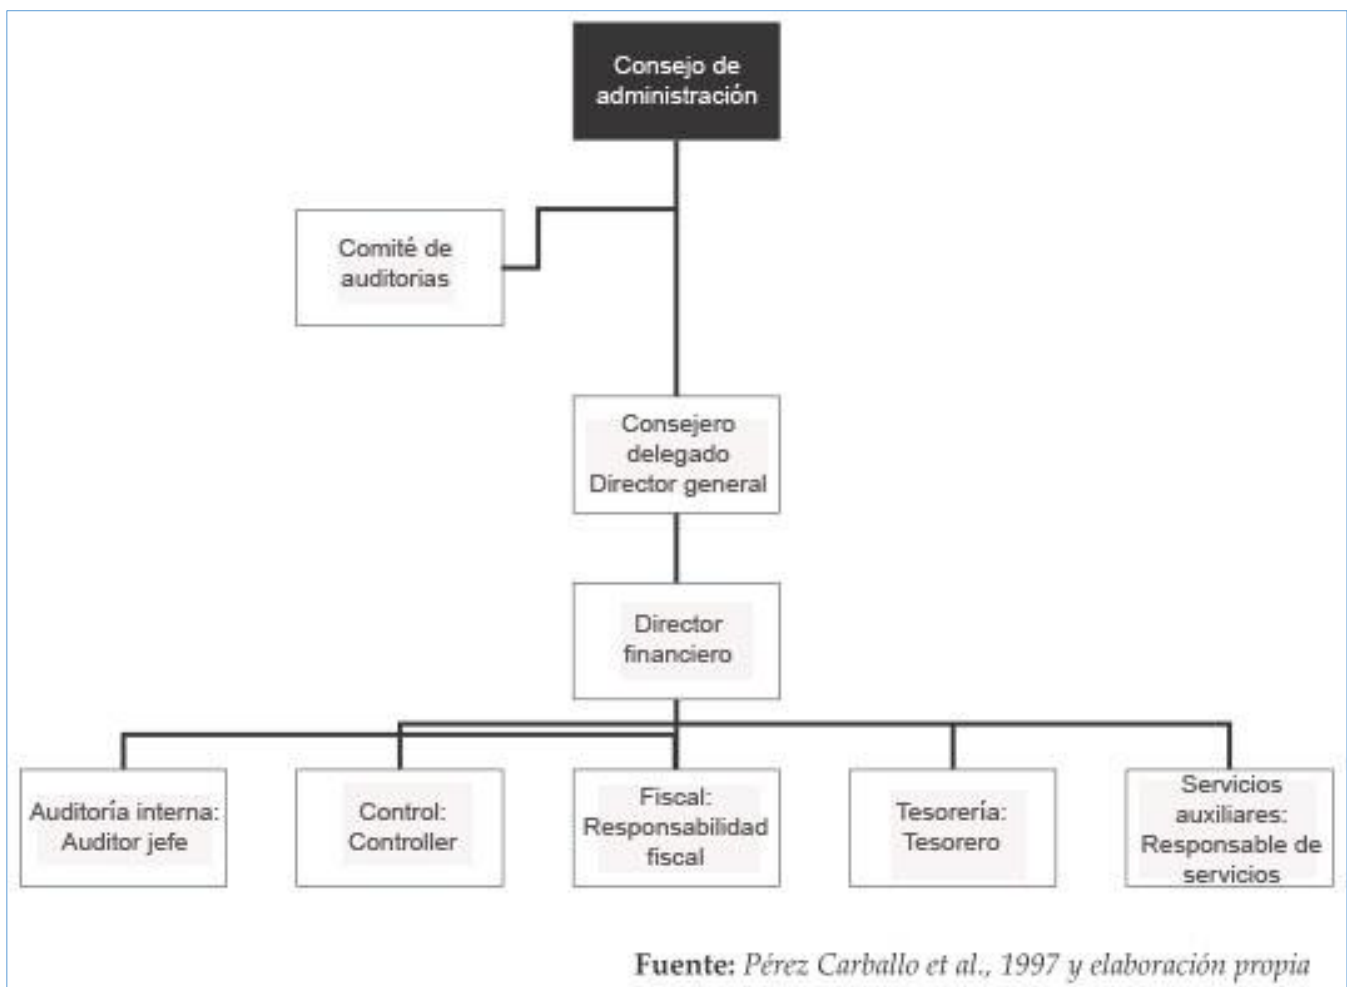 Consejo de
administración
Comité de
auditorias
Consejero
delegado
Director general
Director
financiero
Auditoría interna:
Auditor jefe
Control:
Controller
Fiscal:
Responsabilidad
fiscal
Tesorería:
Tesorero
Servicios
auxiliares:
Responsable de
servicios
Fuente: Pérez Carballo et al., 1997 y elaboración propia